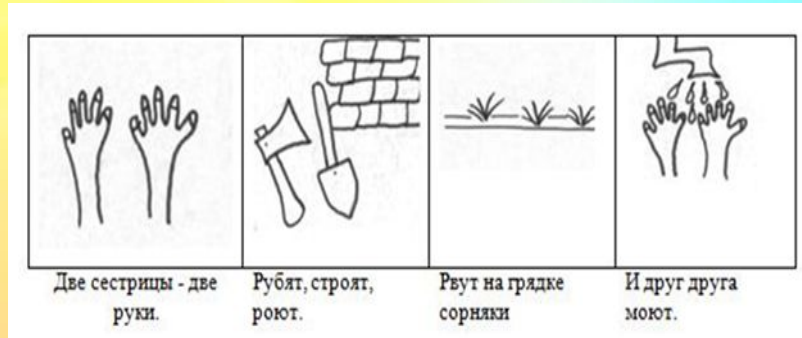 Две сестрицы - две
руки.
Рубят, строят,
роют.
Рвут на грядке
сорняки
И друг друга
моют.